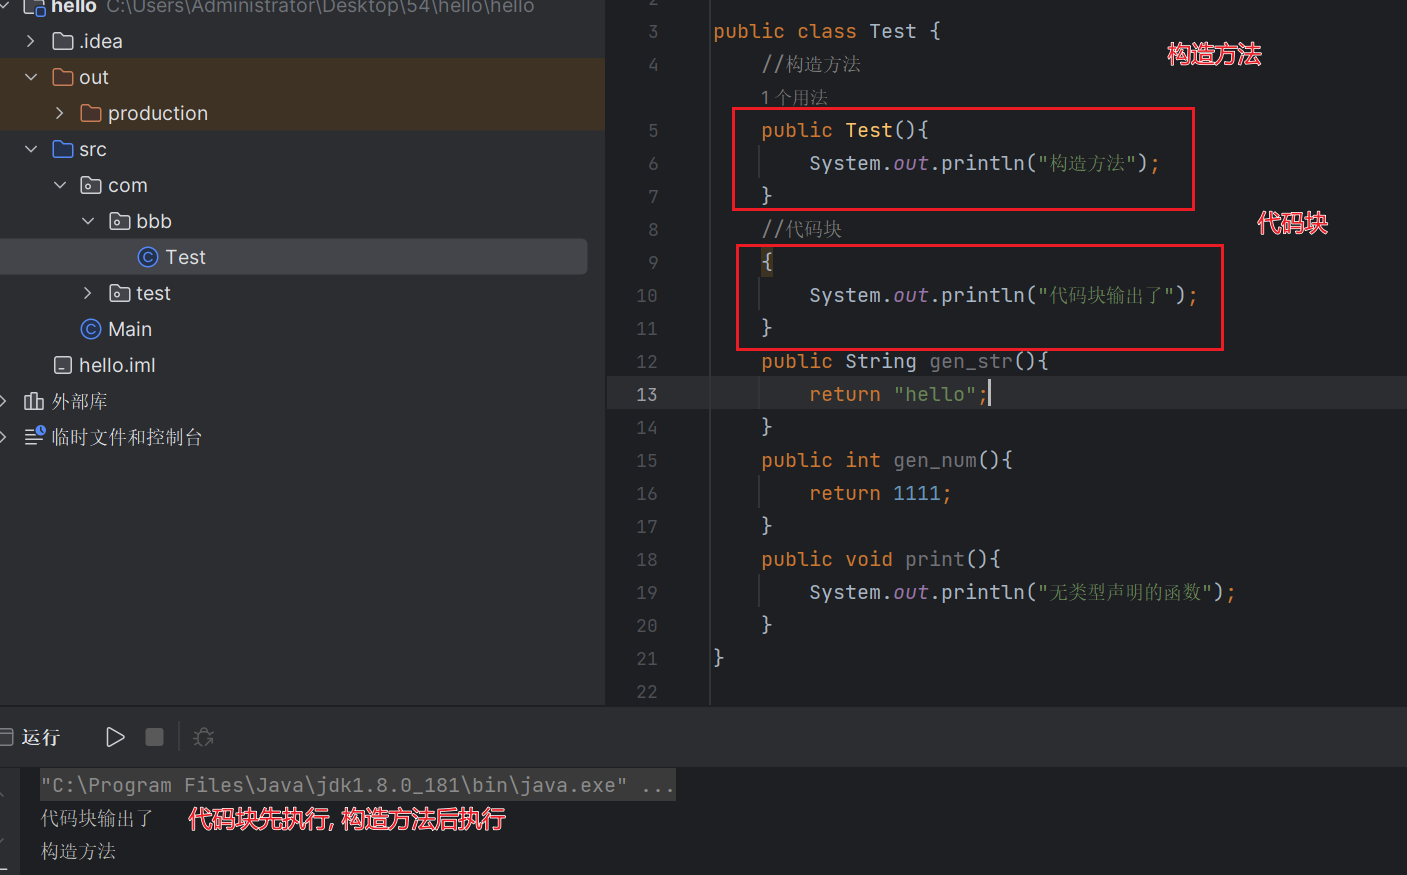 hello C:\Users\Administrator\Desktop\54\hello\hello
.idea
out
production
src
com
bbb
Test
test
Main
hello.iml
外部库
临时文件和控制台
2
3 public class Test {
4 //构造方法
1 个用法
5 public Test(){
6 System.out.println("构造方法");
7 }
8 //代码块
9 {
10 System.out.println("代码块输出了");
11 }
12 public String gen_str(){
13 return "hello";
14 }
15 public int gen_num(){
16 return 1111;
17 }
18 public void print(){
19 System.out.println("无类型声明的函数");
20 }
21 }
22
构造方法
代码块
运行
"C:\Program Files\Java\jdk1.8.0_181\bin\java.exe" ...
代码块输出了 代码块先执行, 构造方法后执行
构造方法